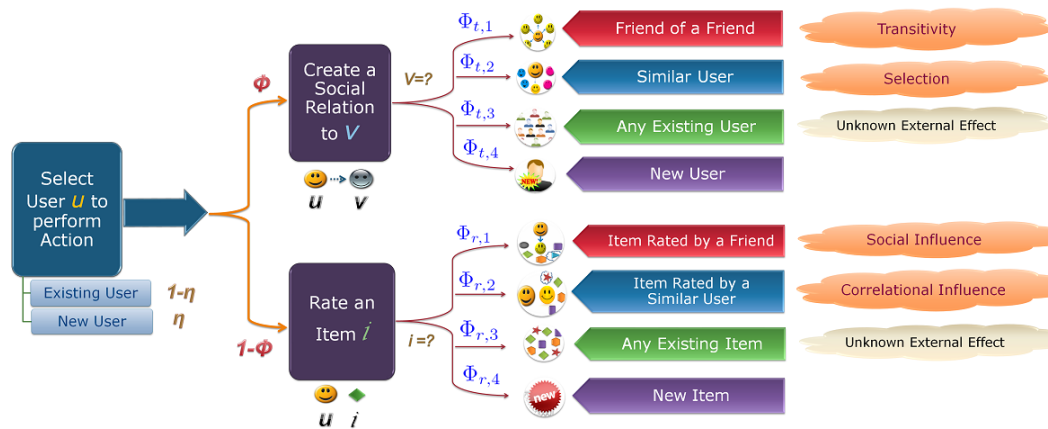 Select
User u to
perform
Action
Existing User
1-η
New User
η
Φ
1-Φ
Create a
Social
Relation
to v
u
v
V=?
Φt,1
Friend of a Friend
Transitivity
Φt,2
Similar User
Selection
Φt,3
Any Existing User
Unknown External Effect
Φt,4
NEW!
New User
Rate an
Item i
u
i
i =?
Φr,1
Item Rated by a Friend
Social Influence
Φr,2
Item Rated by a
Similar User
Correlational Influence
Φr,3
Any Existing Item
Unknown External Effect
Φr,4
new
New Item